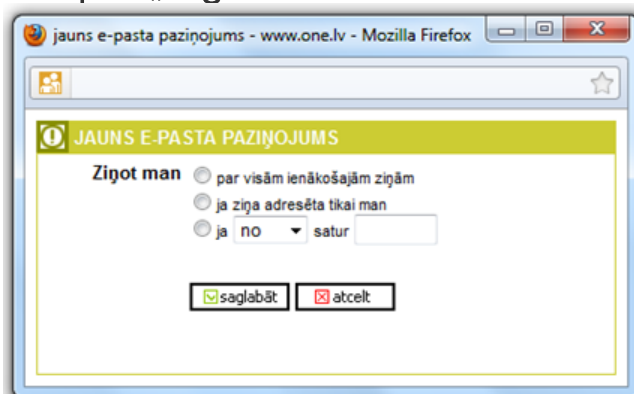 jauns e-pasta paziņojums - www.one.lv - Mozilla Firefox
JAUNS E-PASTA PAZIŅOJUMS
Ziņot man par visām ienākošajām ziņām
ja ziņa adresēta tikai man
ja no satur
saglabāt atcelt